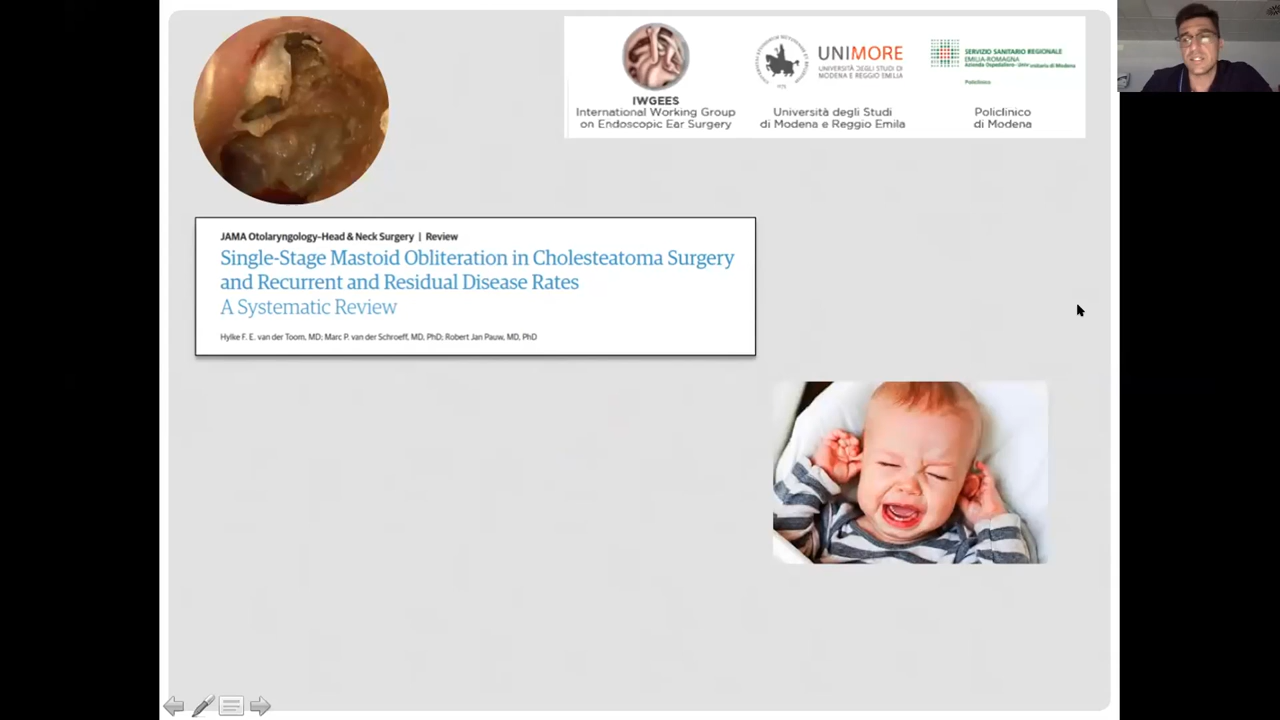 IWGEES
International Working Group
on Endoscopic Ear Surgery
UNIMORE
UNIVERSITÀ DEGLI STUDI DI
MODENA E REGGIO EMILIA
Università degli Studi
di Modena e Reggio Emila
SERVIZIO SANITARIO REGIONALE
EMILIA-ROMAGNA
Policlinico
Policlinico
di Modena
JAMA Otolaryngology–Head & Neck Surgery | Review
Single-Stage Mastoid Obliteration in Cholesteatoma Surgery
and Recurrent and Residual Disease Rates
A Systematic Review
Hylke F. E. van der Toom, MD; Marc P. van der Schroeff, MD, PhD; Robert Jan Pauw, MD, PhD